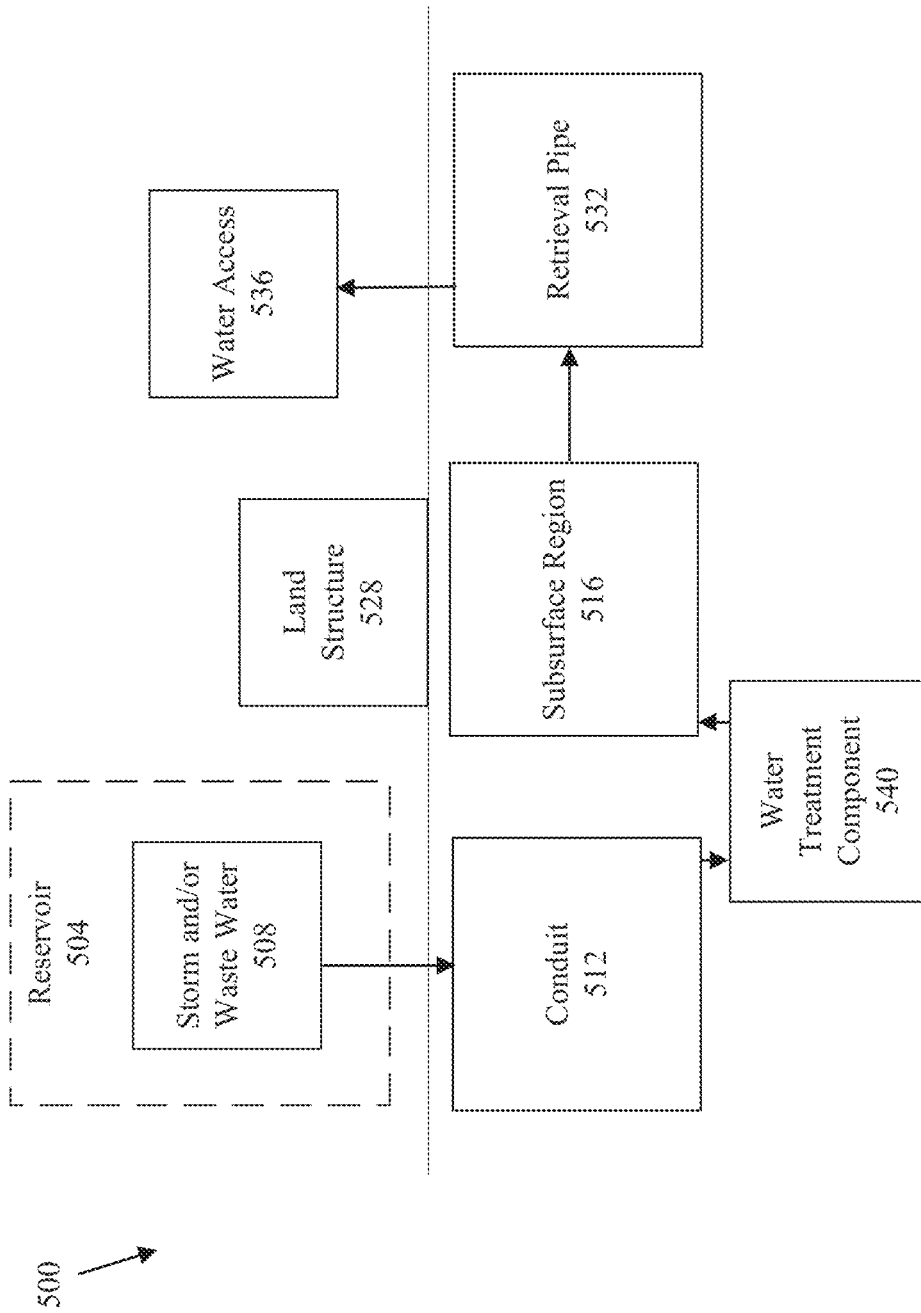 500
Reservoir
504
Storm and/or
Waste Water
508
Land
Structure
528
Water Access
536
Conduit
512
Subsurface Region
516
Retrieval Pipe
532
Water
Treatment
Component
540